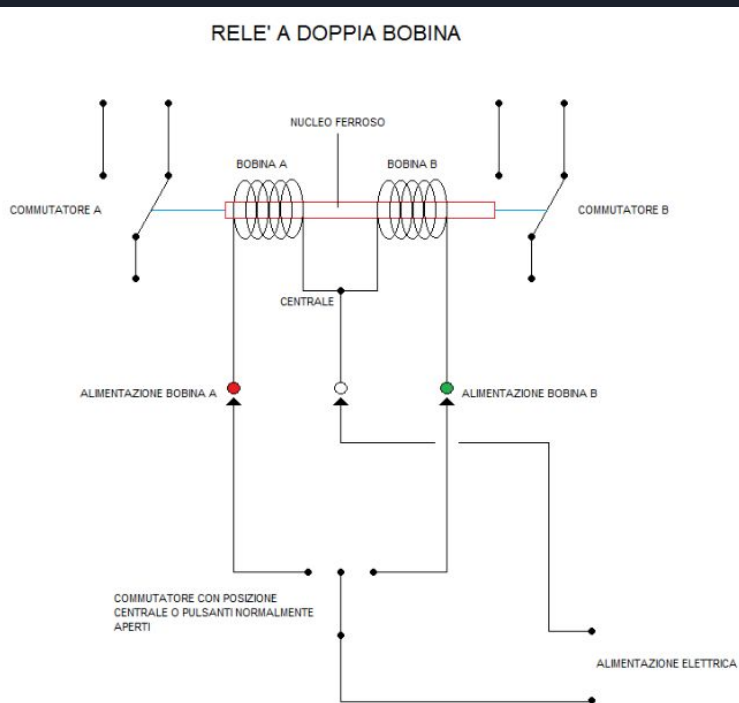 RELE' A DOPPIA BOBINA
NUCLEO FERROSO
BOBINA A
BOBINA B
COMMUTATORE A
COMMUTATORE B
CENTRALE
ALIMENTAZIONE BOBINA A
ALIMENTAZIONE BOBINA B
COMMUTATORE CON POSIZIONE
CENTRALE O PULSANTI NORMALMENTE
APERTI
ALIMENTAZIONE ELETTRICA